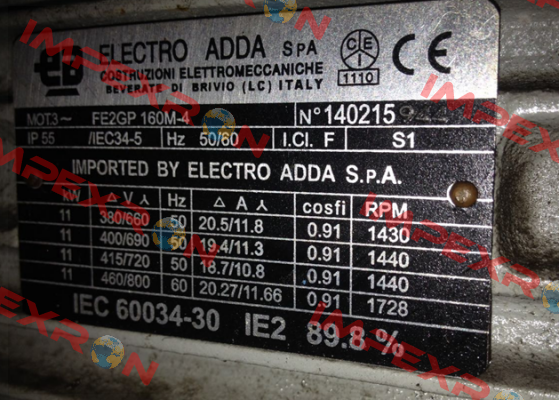 ELECTRO ADDA SPA
COSTRUZIONI ELETTROMECCANICHE
BEVERATE DI BRIVIO (LC) ITALY
CEI
1110
CE
MOT3~ FE2GP 160M-4 N° 140215
IP 55 /IEC34-5 Hz 50/60 I.Cl. F S1
IMPORTED BY ELECTRO ADDA S.P.A.
kW Δ V ⅄ Hz Δ A ⅄ cosfi RPM
11 380/660 50 20.5/11.8 0.91 1430
11 400/690 50 19.4/11.3 0.91 1440
11 415/720 50 18.7/10.8 0.91 1440
11 460/800 60 20.27/11.66 0.91 1728
IEC 60034-30 IE2 89.8 %
IMPEXRON
IMPEXRON
IMPEXRON
IMPEXRON
IMPEXRON